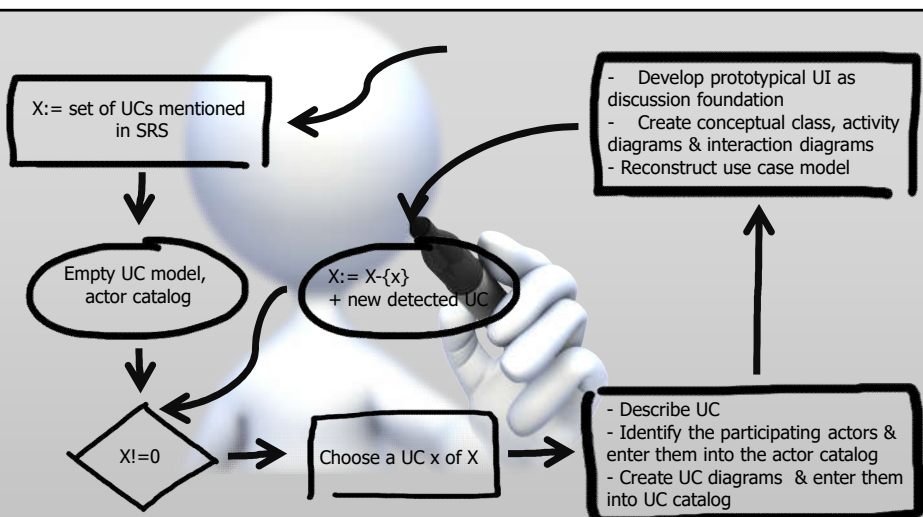 X:= set of UCs mentioned
in SRS
Empty UC model,
actor catalog
X!=0
Choose a UC x of X
- Describe UC
- Identify the participating actors &
enter them into the actor catalog
- Create UC diagrams & enter them
into UC catalog
- Develop prototypical UI as
discussion foundation
- Create conceptual class, activity
diagrams & interaction diagrams
- Reconstruct use case model
X:= X-{x}
+ new detected UC